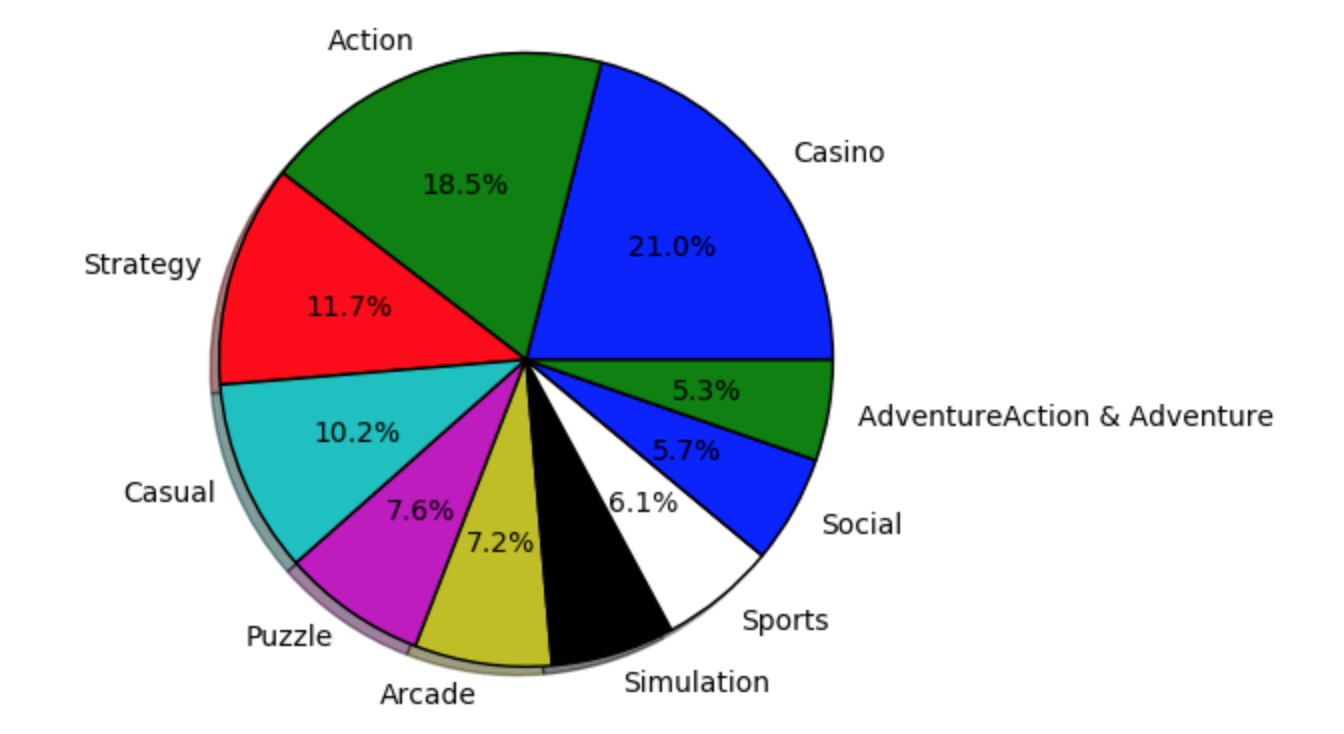 Action
Casino
18.5%
21.0%
Strategy
11.7%
5.3%
AdventureAction & Adventure
10.2%
5.7%
Casual
7.6%
6.1%
Social
7.2%
Sports
Puzzle
Simulation
Arcade